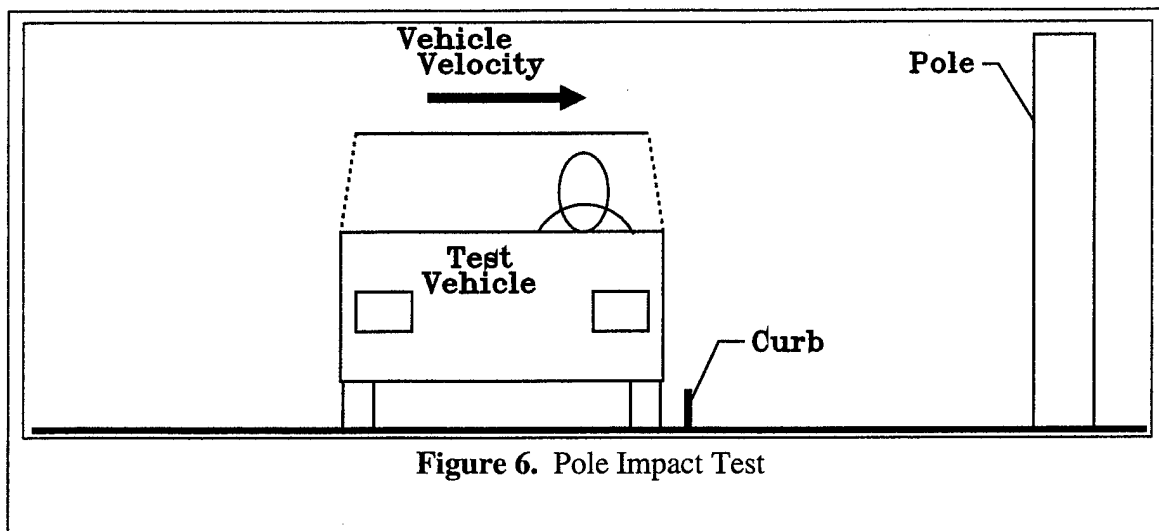 Vehicle
Velocity
Pole
Test
Vehicle
Curb
Figure 6. Pole Impact Test